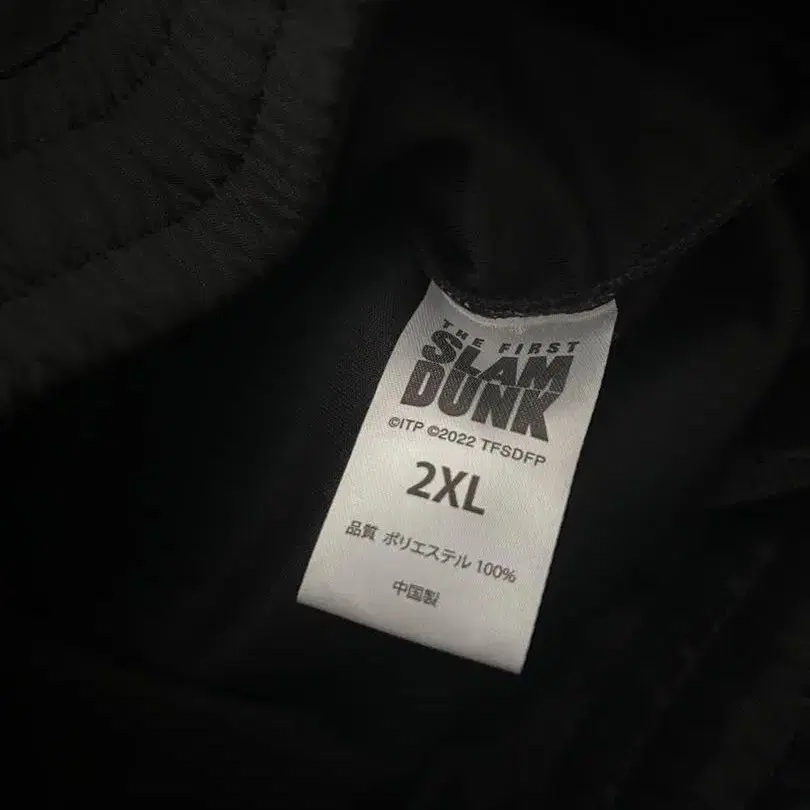 THE FIRST
SLAM
DUNK
©ITP ©2022 TFSDFP
2XL
品質 ポリエステル 100%
中国製